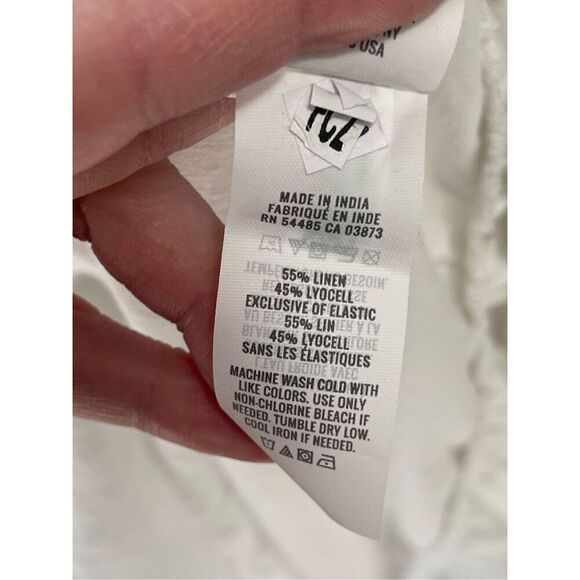 USA
MADE IN INDIA
FABRIQUÉ EN INDE
RN 54485 CA 03873
55% LINEN
45% LYOCELL
EXCLUSIVE OF ELASTIC
55% LIN
45% LYOCELL
SANS LES ÉLASTIQUES
MACHINE WASH COLD WITH
LIKE COLORS. USE ONLY
NON-CHLORINE BLEACH IF
NEEDED. TUMBLE DRY LOW.
COOL IRON IF NEEDED.